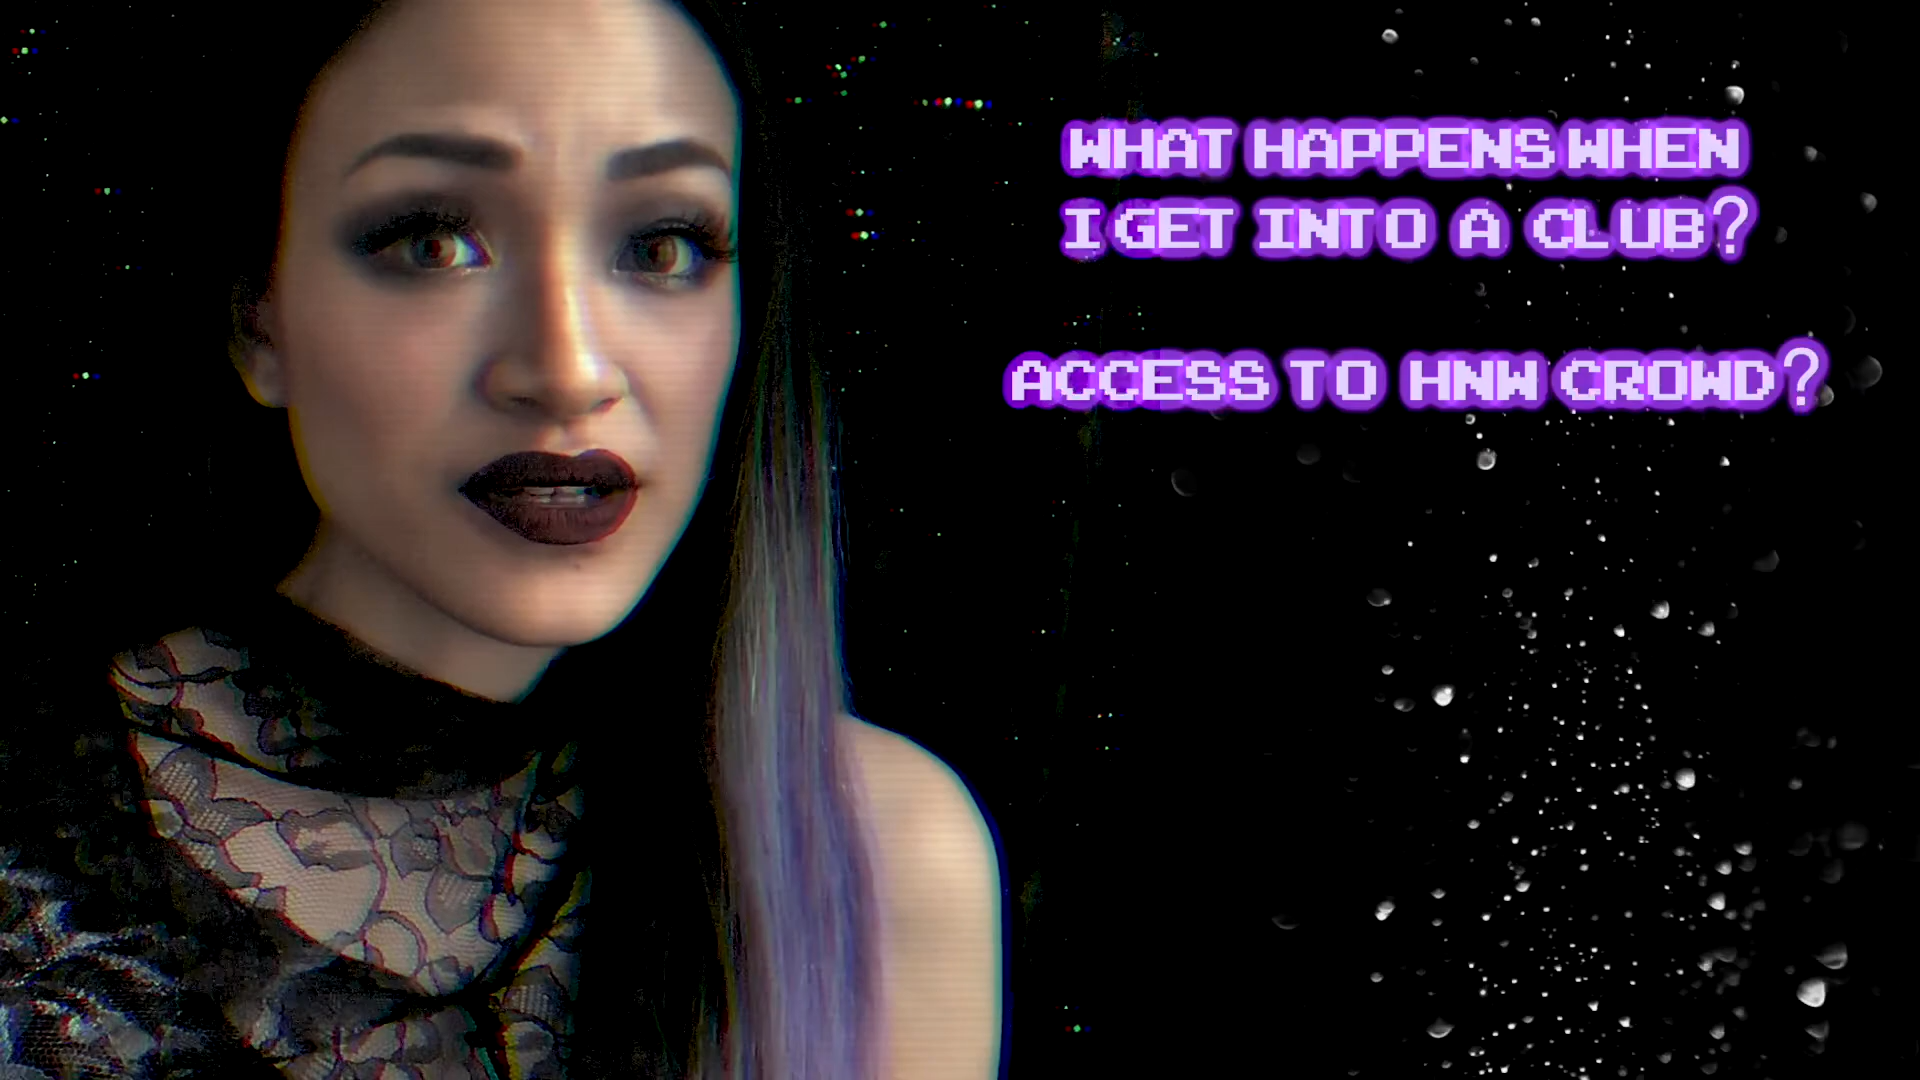 WHAT HAPPENS WHEN
I GET INTO A CLUB?
ACCESS TO HNW CROWD?